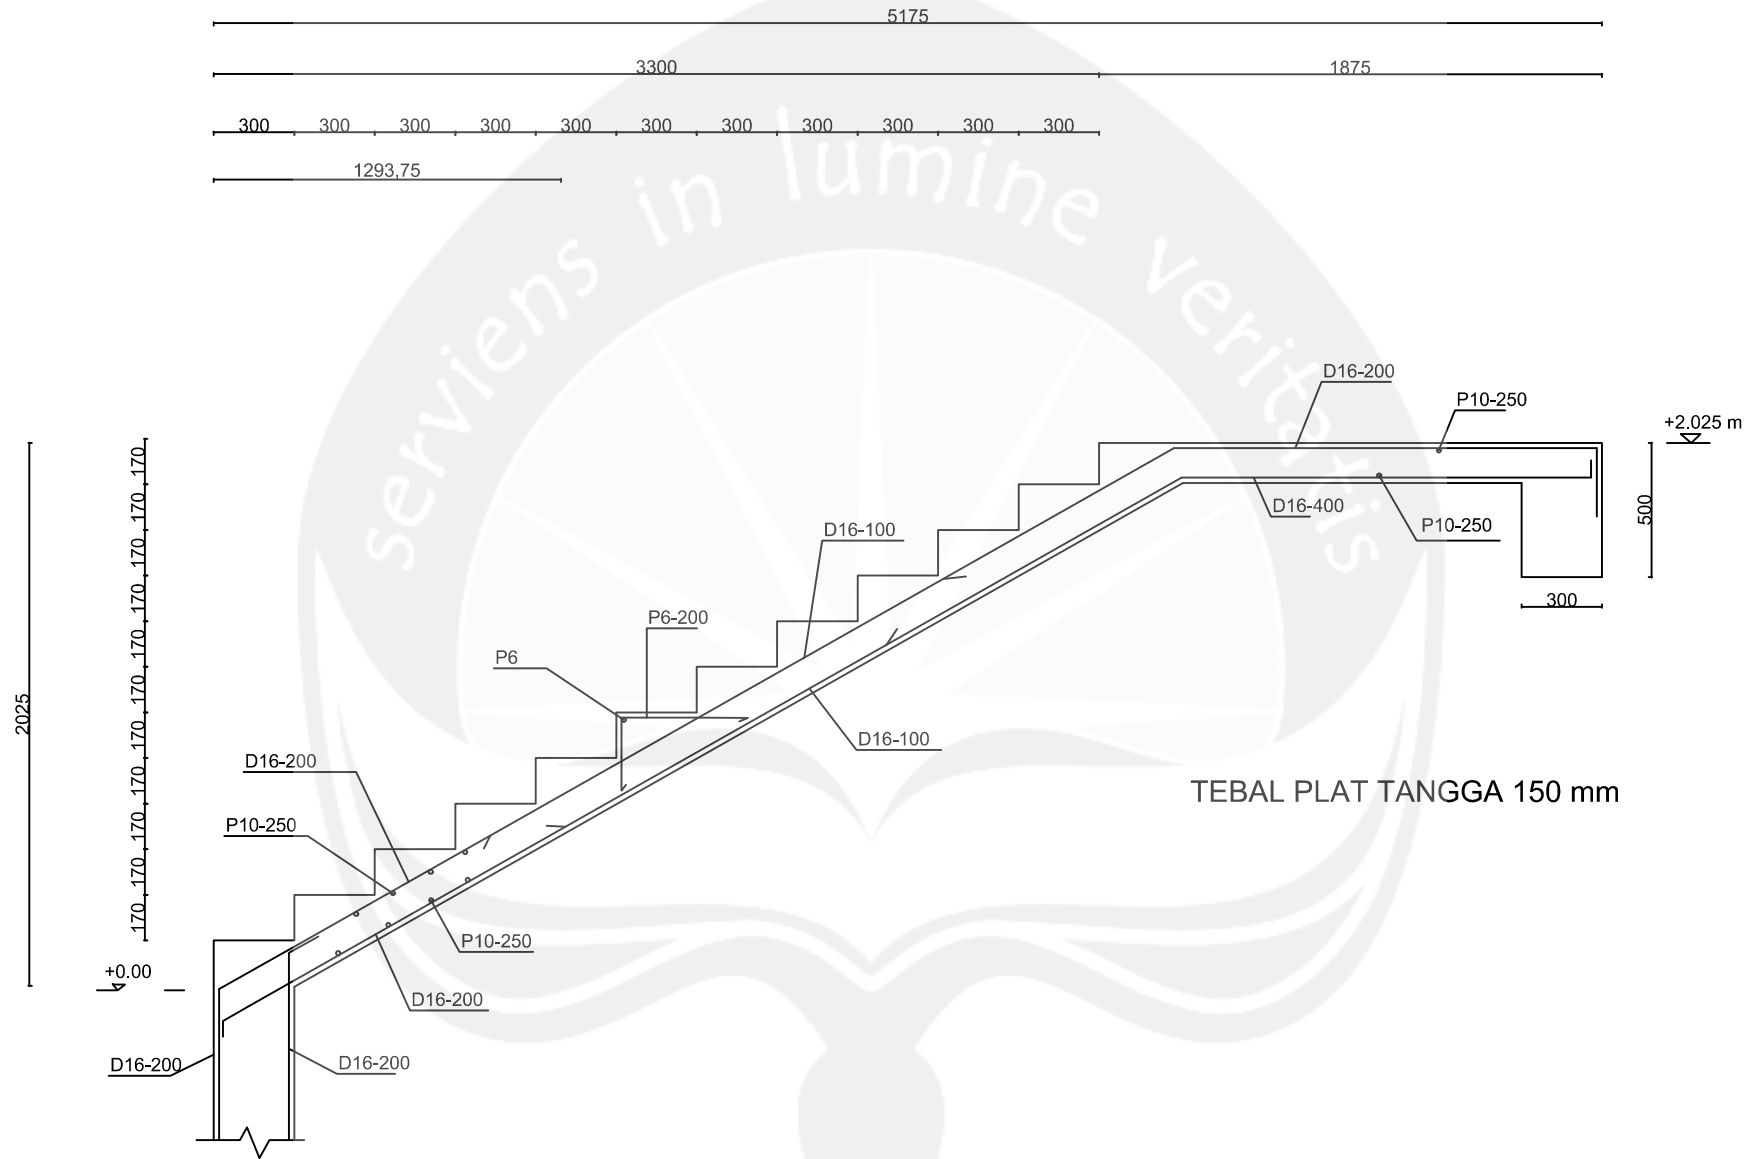 5175
3300 1875
300 300 300 300 300 300 300 300 300 300 300
1293,75
serviens in lumine veritatis
D16-200
P10-250
+2.025 m
170
170
170
170
170
170
170
170
170
170
170
2025
500
D16-400
P10-250
D16-100
300
P6-200
P6
D16-100
D16-200
TEBAL PLAT TANGGA 150 mm
P10-250
P10-250
+0.00
D16-200
D16-200
D16-200